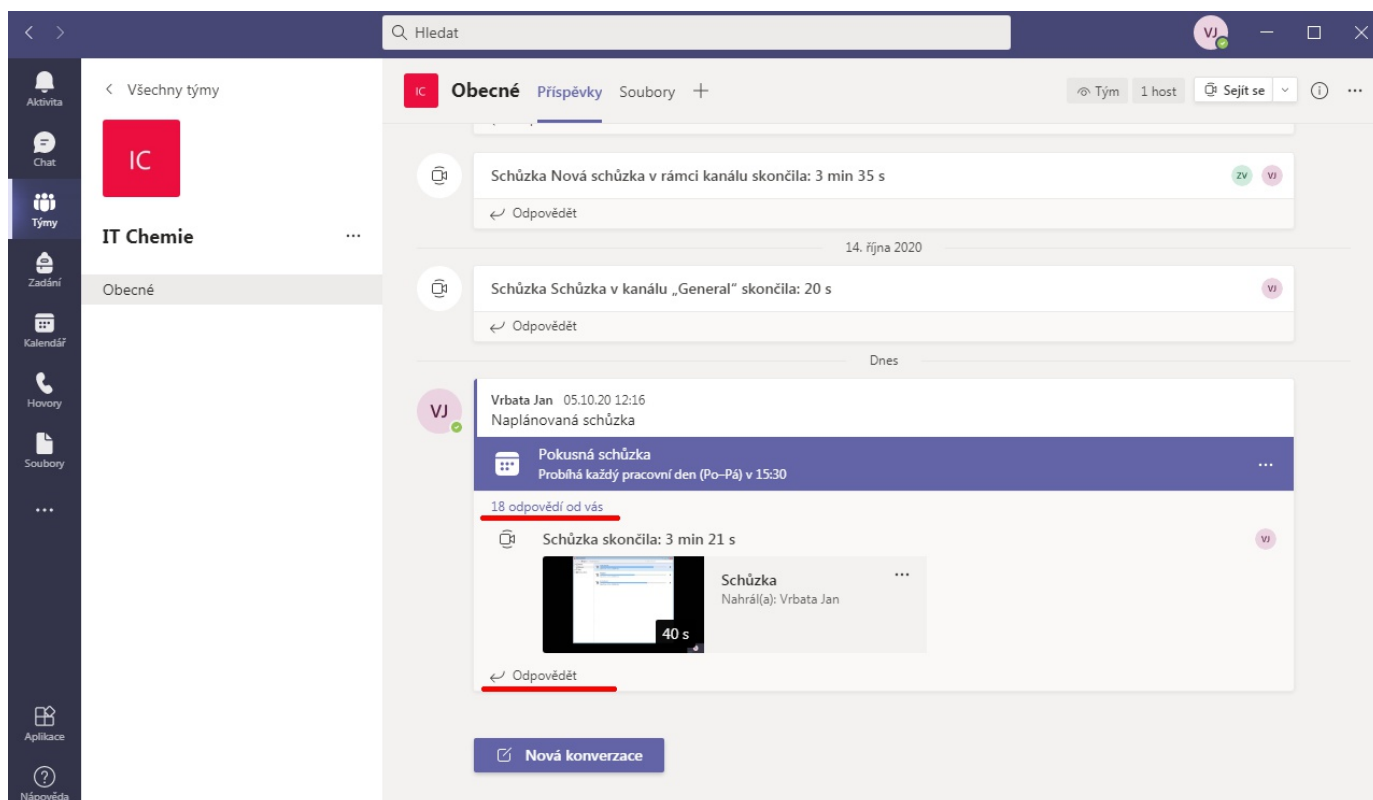 Hledat
VJ
Aktivita
Chat
Týmy
Zadání
Kalendář
Hovory
Soubory
Aplikace
Nápověda
Všechny týmy
IC
IT Chemie
Obecné
IC Obecné Příspěvky Soubory
Tým 1 host Sejít se
Schůzka Nová schůzka v rámci kanálu skončila: 3 min 35 s ZV VJ
Odpovědět
14. října 2020
Schůzka Schůzka v kanálu „General“ skončila: 20 s VJ
Odpovědět
Dnes
VJ
Vrbata Jan 05.10.20 12:16
Naplánovaná schůzka
Pokusná schůzka
Probíhá každý pracovní den (Po–Pá) v 15:30
18 odpovědí od vás
Schůzka skončila: 3 min 21 s VJ
Schůzka
Nahrál(a): Vrbata Jan
40 s
Odpovědět
Nová konverzace